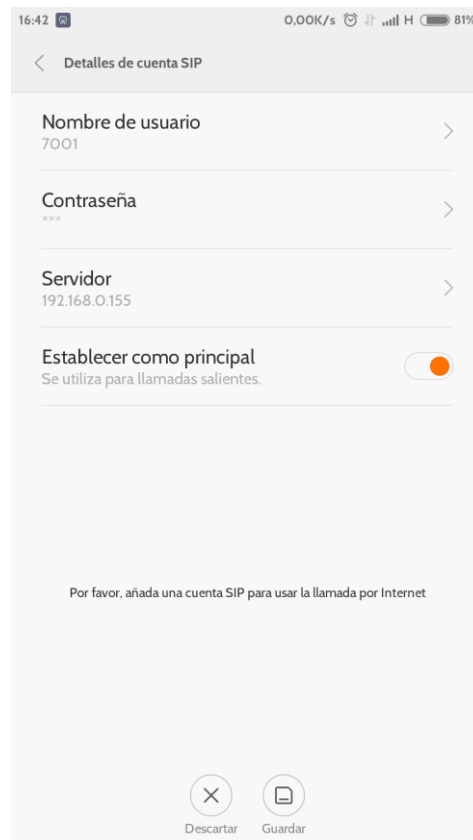 16:42 0,00K/s H 81%
Detalles de cuenta SIP
Nombre de usuario
7001
Contraseña
***
Servidor
192.168.0.155
Establecer como principal
Se utiliza para llamadas salientes.
Por favor, añada una cuenta SIP para usar la llamada por Internet
Descartar Guardar